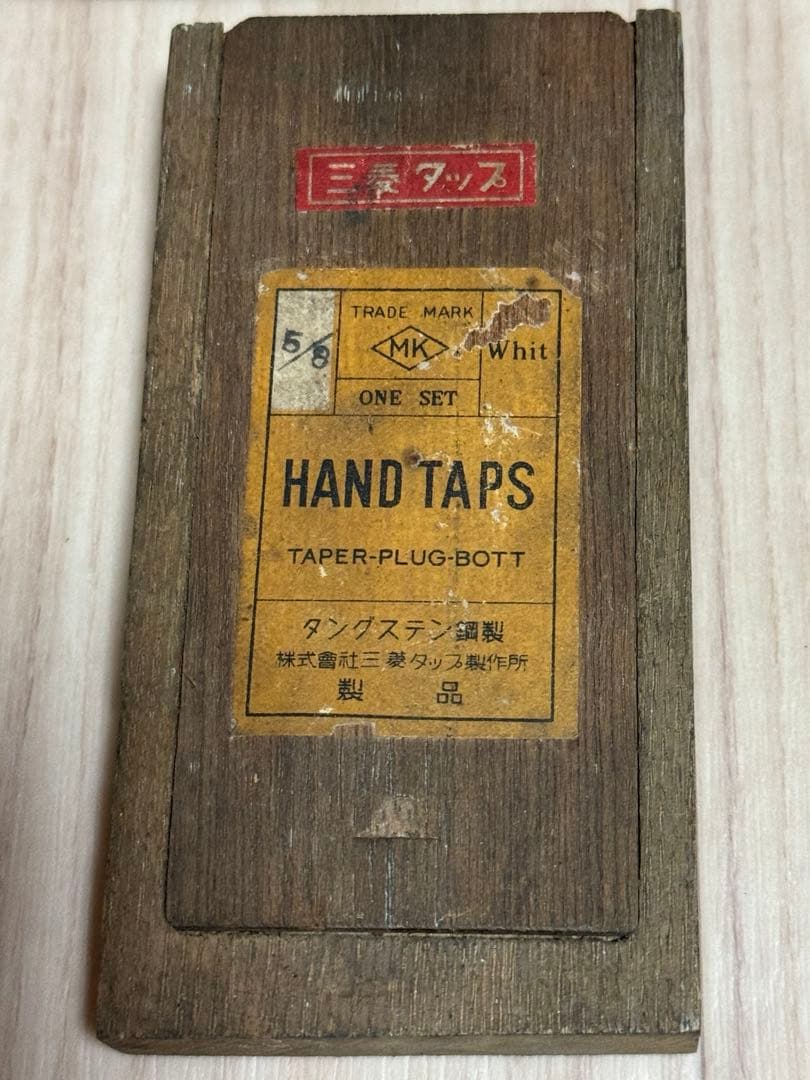 三菱タップ
5/8
TRADE MARK
MK
Whit
ONE SET
HAND TAPS
TAPER-PLUG-BOTT
タングステン鋼製
株式會社三菱タップ製作所
製品